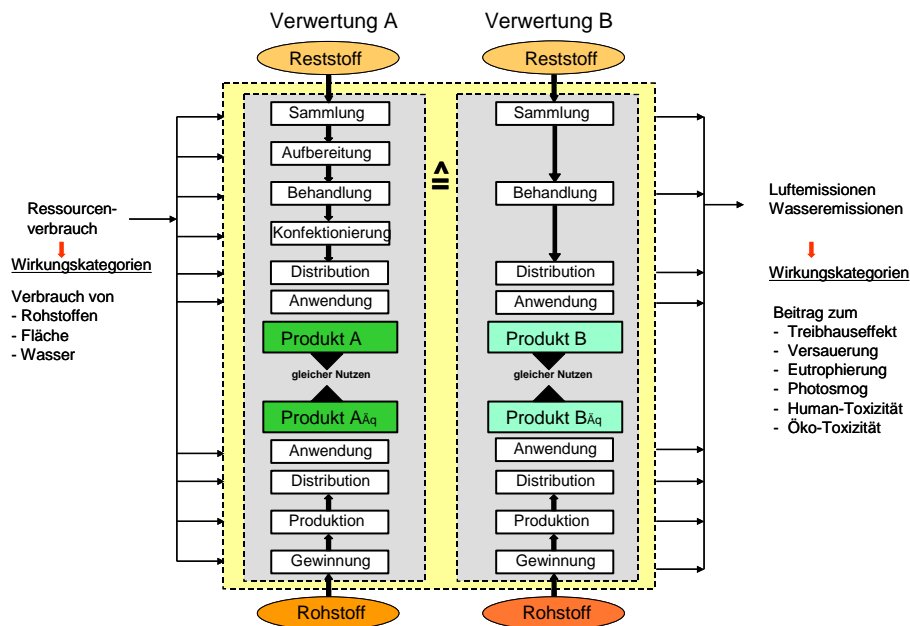 Verwertung A
Verwertung B
Reststoff
Reststoff
Sammlung
Aufbereitung
Behandlung
Konfektionierung
Distribution
Anwendung
Produkt A
gleicher Nutzen
Produkt AÄq
Anwendung
Distribution
Produktion
Gewinnung
Rohstoff
≙
Sammlung
Behandlung
Distribution
Anwendung
Produkt B
gleicher Nutzen
Produkt BÄq
Anwendung
Distribution
Produktion
Gewinnung
Rohstoff
Ressourcen-
verbrauch
Wirkungskategorien
Verbrauch von
- Rohstoffen
- Fläche
- Wasser
Luftemissionen
Wasseremissionen
Wirkungskategorien
Beitrag zum
- Treibhauseffekt
- Versauerung
- Eutrophierung
- Photosmog
- Human-Toxizität
- Öko-Toxizität